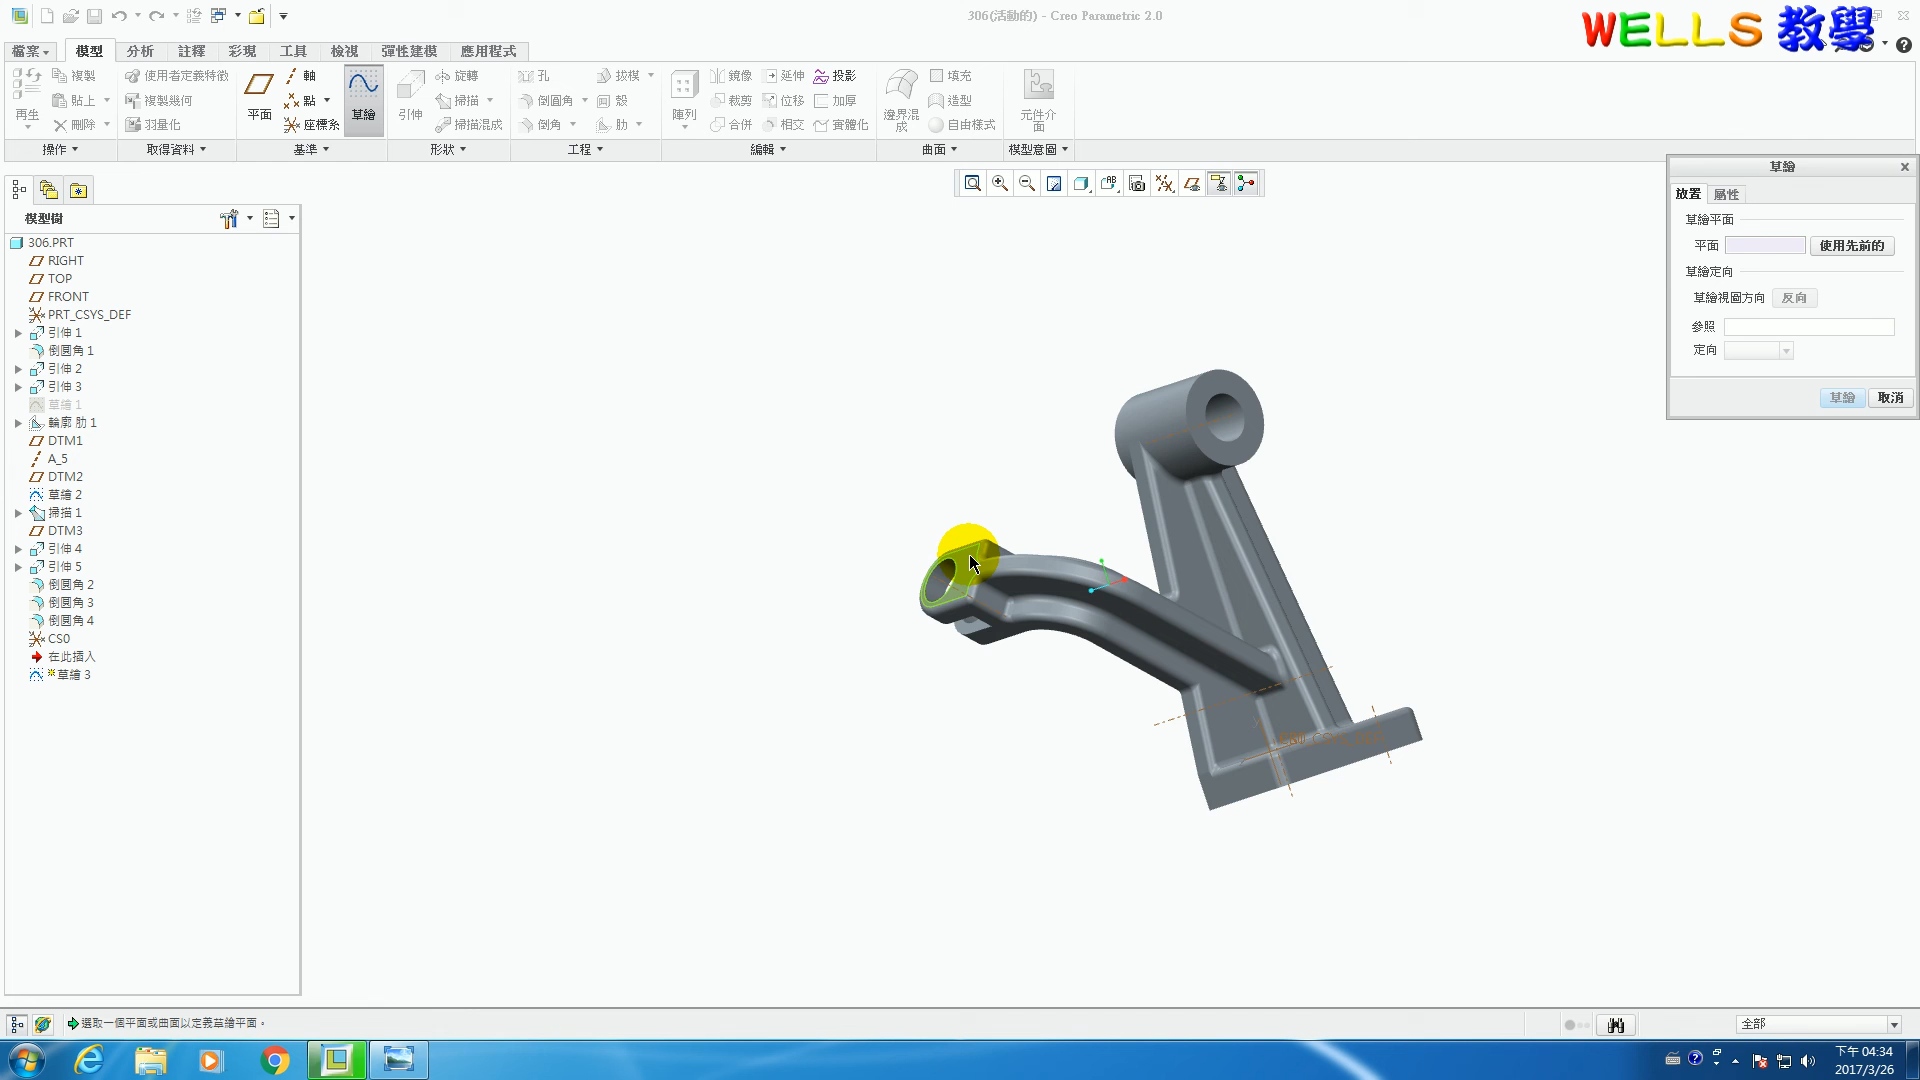 306(活動的) - Creo Parametric 2.0
WELLS 教學
檔案 模型 分析 註釋 彩現 工具 檢視 彈性建模 應用程式
再生
複製
貼上
刪除
使用者定義特徵
複製幾何
羽量化
平面
軸
點
座標系
草繪
引伸
旋轉
掃描
掃描混成
孔
倒圓角
倒角
拔模
殼
肋
陣列
鏡像
裁剪
合併
延伸
位移
相交
投影
加厚
實體化
邊界混成
填充
造型
自由樣式
元件介面
操作 取得資料 基準 形狀 工程 編輯 曲面 模型意圖
模型樹
306.PRT
RIGHT
TOP
FRONT
PRT_CSYS_DEF
引伸 1
倒圓角 1
引伸 2
引伸 3
草繪 1
輪廓 肋 1
DTM1
A_5
DTM2
草繪 2
掃描 1
DTM3
引伸 4
引伸 5
倒圓角 2
倒圓角 3
倒圓角 4
CS0
在此插入
草繪 3
草繪
放置 屬性
草繪平面
平面 使用先前的
草繪定向
草繪視圖方向 反向
參照
定向
草繪 取消
選取一個平面或曲面以定義草繪平面。
全部
下午 04:34
2017/3/26